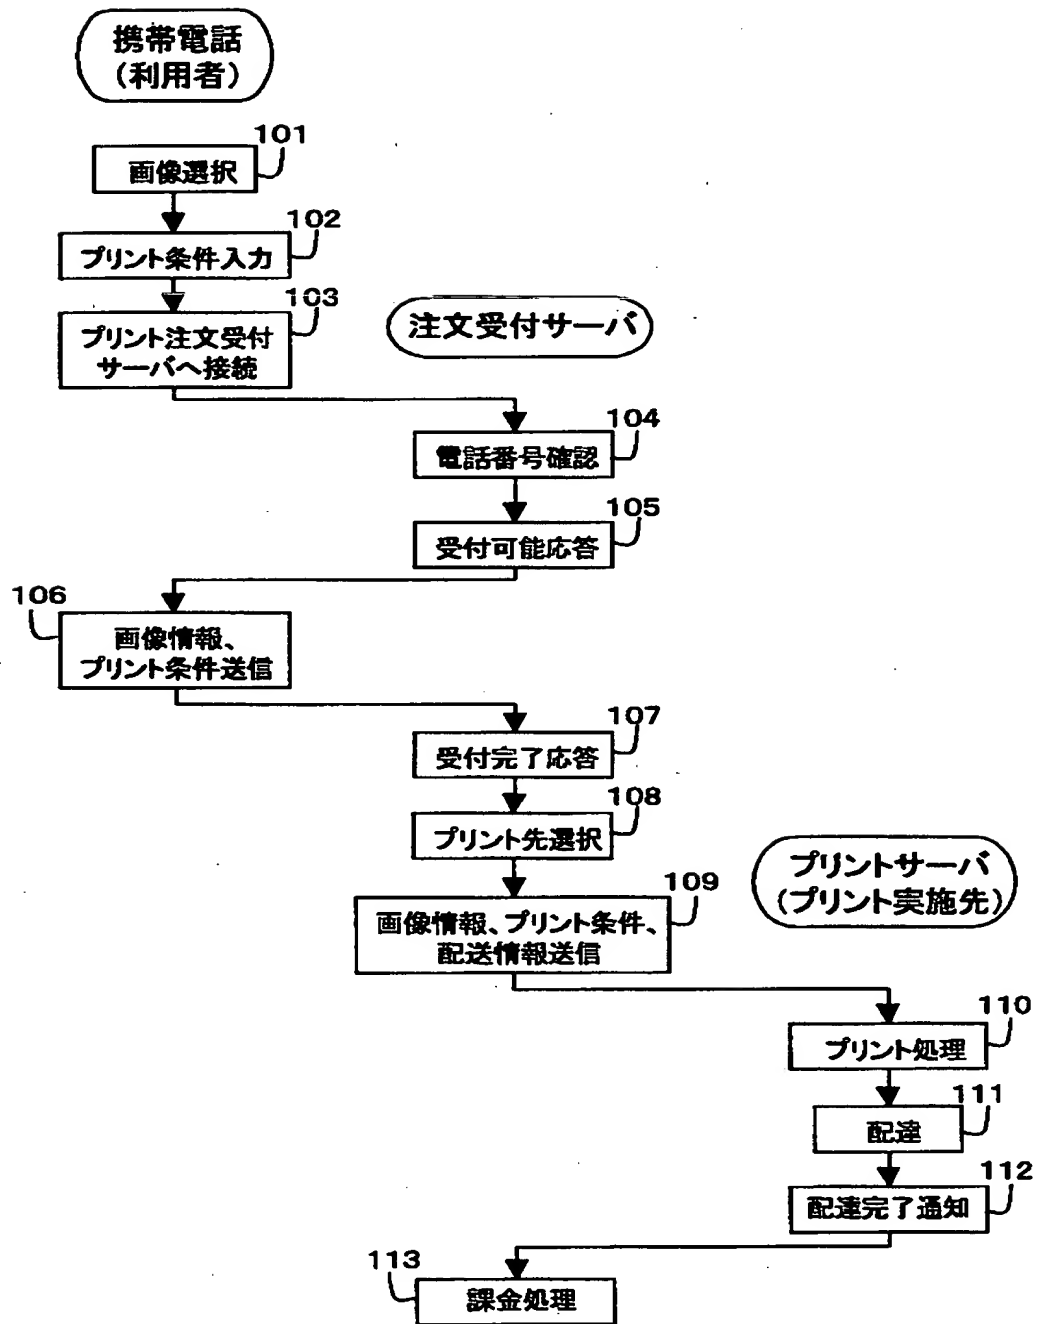 携帯電話
(利用者)
101
画像選択
102
プリント条件入力
103
プリント注文受付
サーバへ接続
注文受付サーバ
104
電話番号確認
105
受付可能応答
106
画像情報、
プリント条件送信
107
受付完了応答
108
プリント先選択
プリントサーバ
(プリント実施先)
109
画像情報、プリント条件、
配送情報送信
110
プリント処理
111
配達
112
配達完了通知
113
課金処理